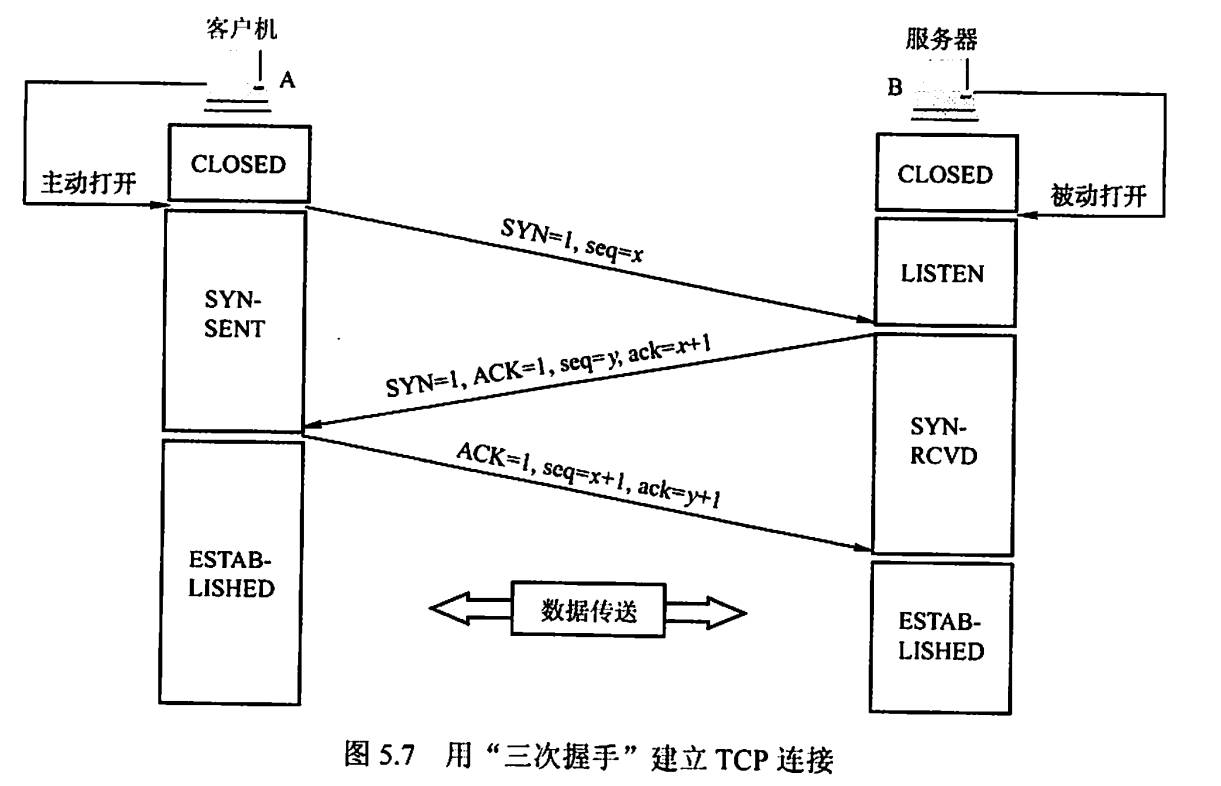 客户机
服务器
A
B
CLOSED
CLOSED
主动打开
被动打开
SYN=1, seq=x
LISTEN
SYN-
SENT
SYN=1, ACK=1, seq=y, ack=x+1
SYN-
RCVD
ACK=1, seq=x+1, ack=y+1
ESTAB-
LISHED
数据传送
ESTAB-
LISHED
图 5.7 用“三次握手”建立 TCP 连接